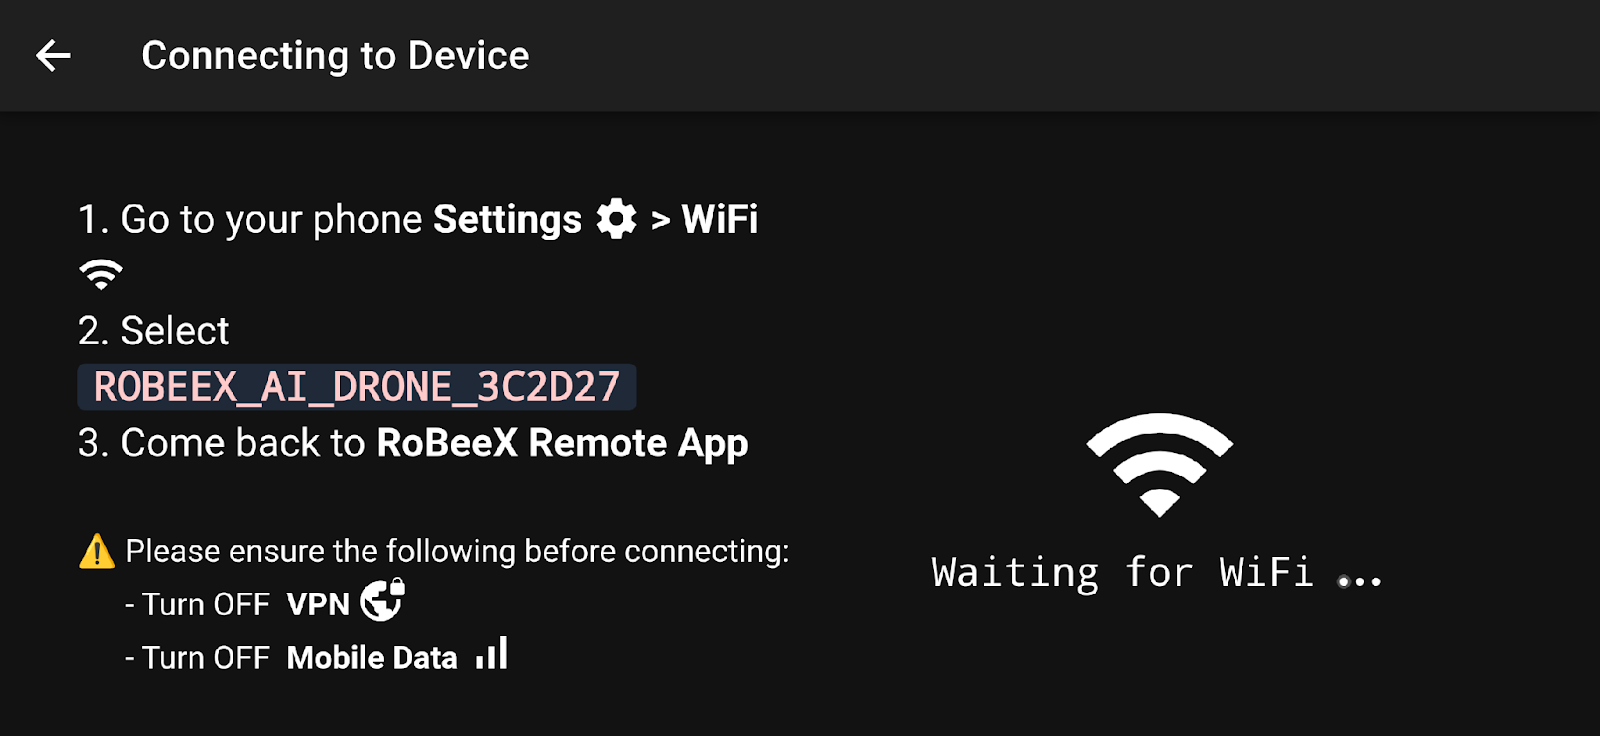 Connecting to Device
1. Go to your phone Settings > WiFi
2. Select
ROBEEX_AI_DRONE_3C2D27
3. Come back to RoBeeX Remote App
Please ensure the following before connecting:
- Turn OFF VPN
- Turn OFF Mobile Data
Waiting for WiFi ...